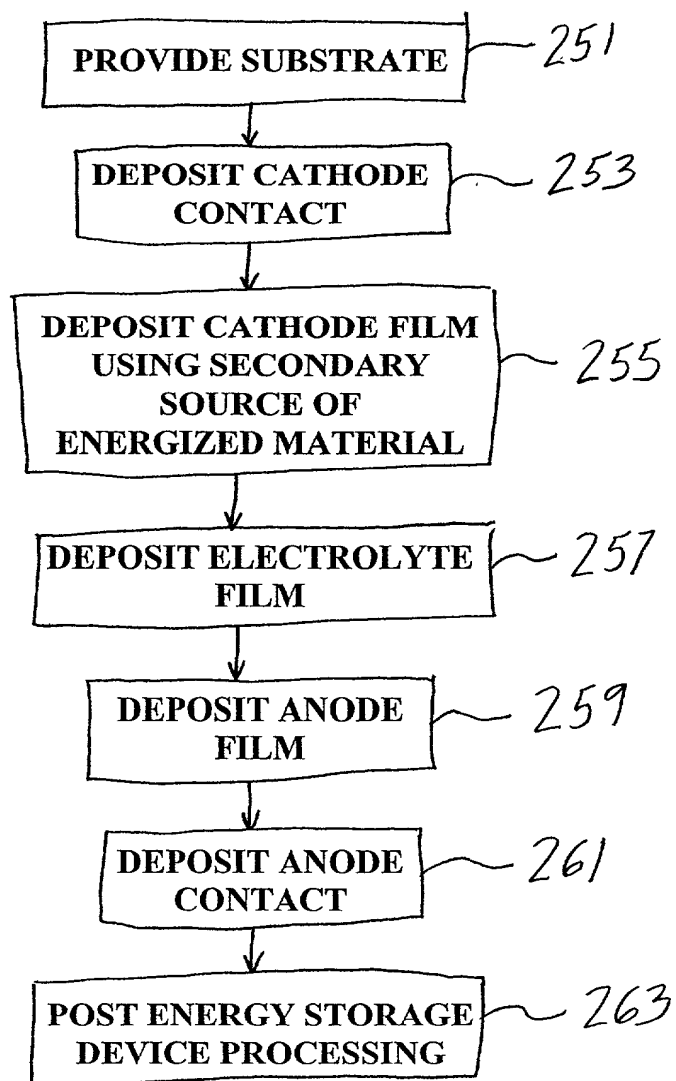 PROVIDE SUBSTRATE 251
DEPOSIT CATHODE
CONTACT
253
DEPOSIT CATHODE FILM
USING SECONDARY
SOURCE OF
ENERGIZED MATERIAL
255
DEPOSIT ELECTROLYTE
FILM
257
DEPOSIT ANODE
FILM
259
DEPOSIT ANODE
CONTACT
261
POST ENERGY STORAGE
DEVICE PROCESSING
263